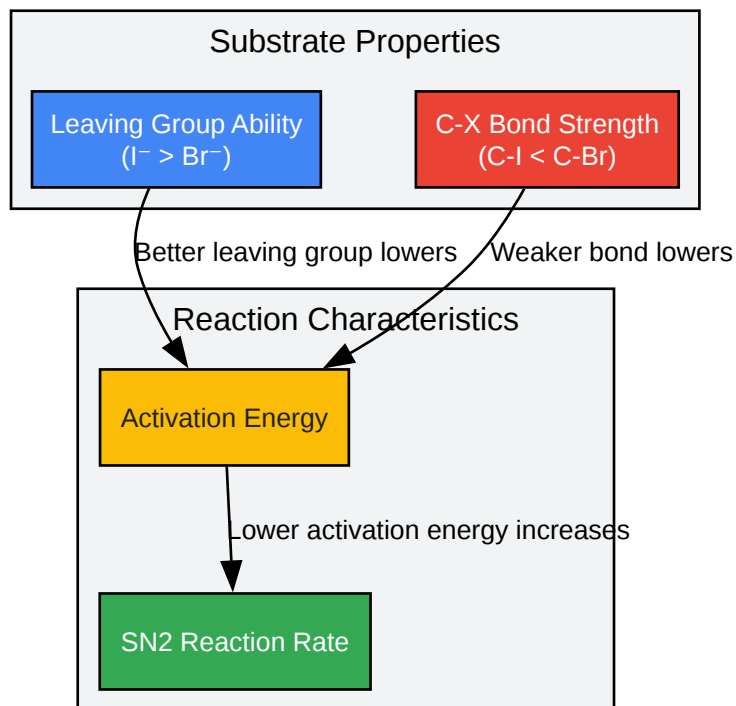 Substrate Properties
Leaving Group Ability
(I⁻ > Br⁻)
C-X Bond Strength
(C-I < C-Br)
Better leaving group lowers
Weaker bond lowers
Reaction Characteristics
Activation Energy
Lower activation energy increases
SN2 Reaction Rate